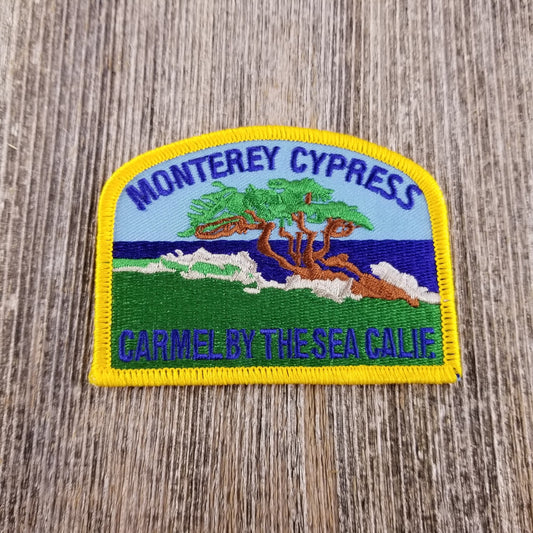 MONTEREY CYPRESS
CARMEL BY THE SEA CALIF.